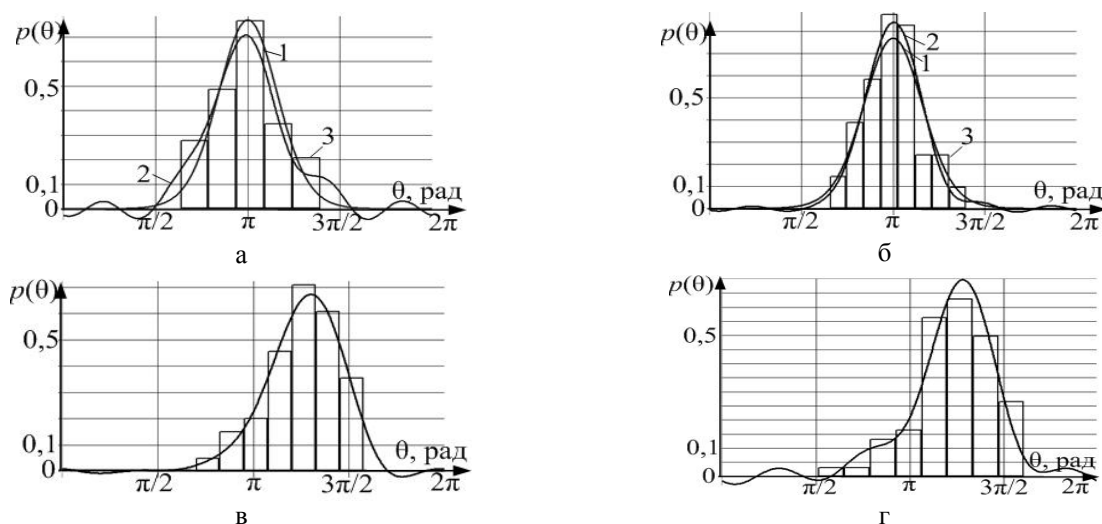 p(θ)
1
0,5
2
3
0,1
θ, рад
0
π/2
π
3π/2
2π
а
p(θ)
2
1
0,5
3
0,1
θ, рад
0
π/2
π
3π/2
2π
б
p(θ)
0,5
0,1
θ, рад
0
π/2
π
3π/2
2π
в
p(θ)
0,5
0,1
θ, рад
0
π/2
π
3π/2
2π
г